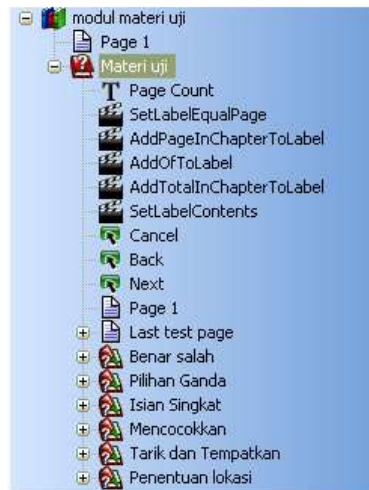 modul materi uji
Page 1
Materi uji
Page Count
SetLabelEqualPage
AddPageInChapterToLabel
AddOfToLabel
AddTotalInChapterToLabel
SetLabelContents
Cancel
Back
Next
Page 1
Last test page
Benar salah
Pilihan Ganda
Isian Singkat
Mencocokkan
Tarik dan Tempatkan
Penentuan lokasi